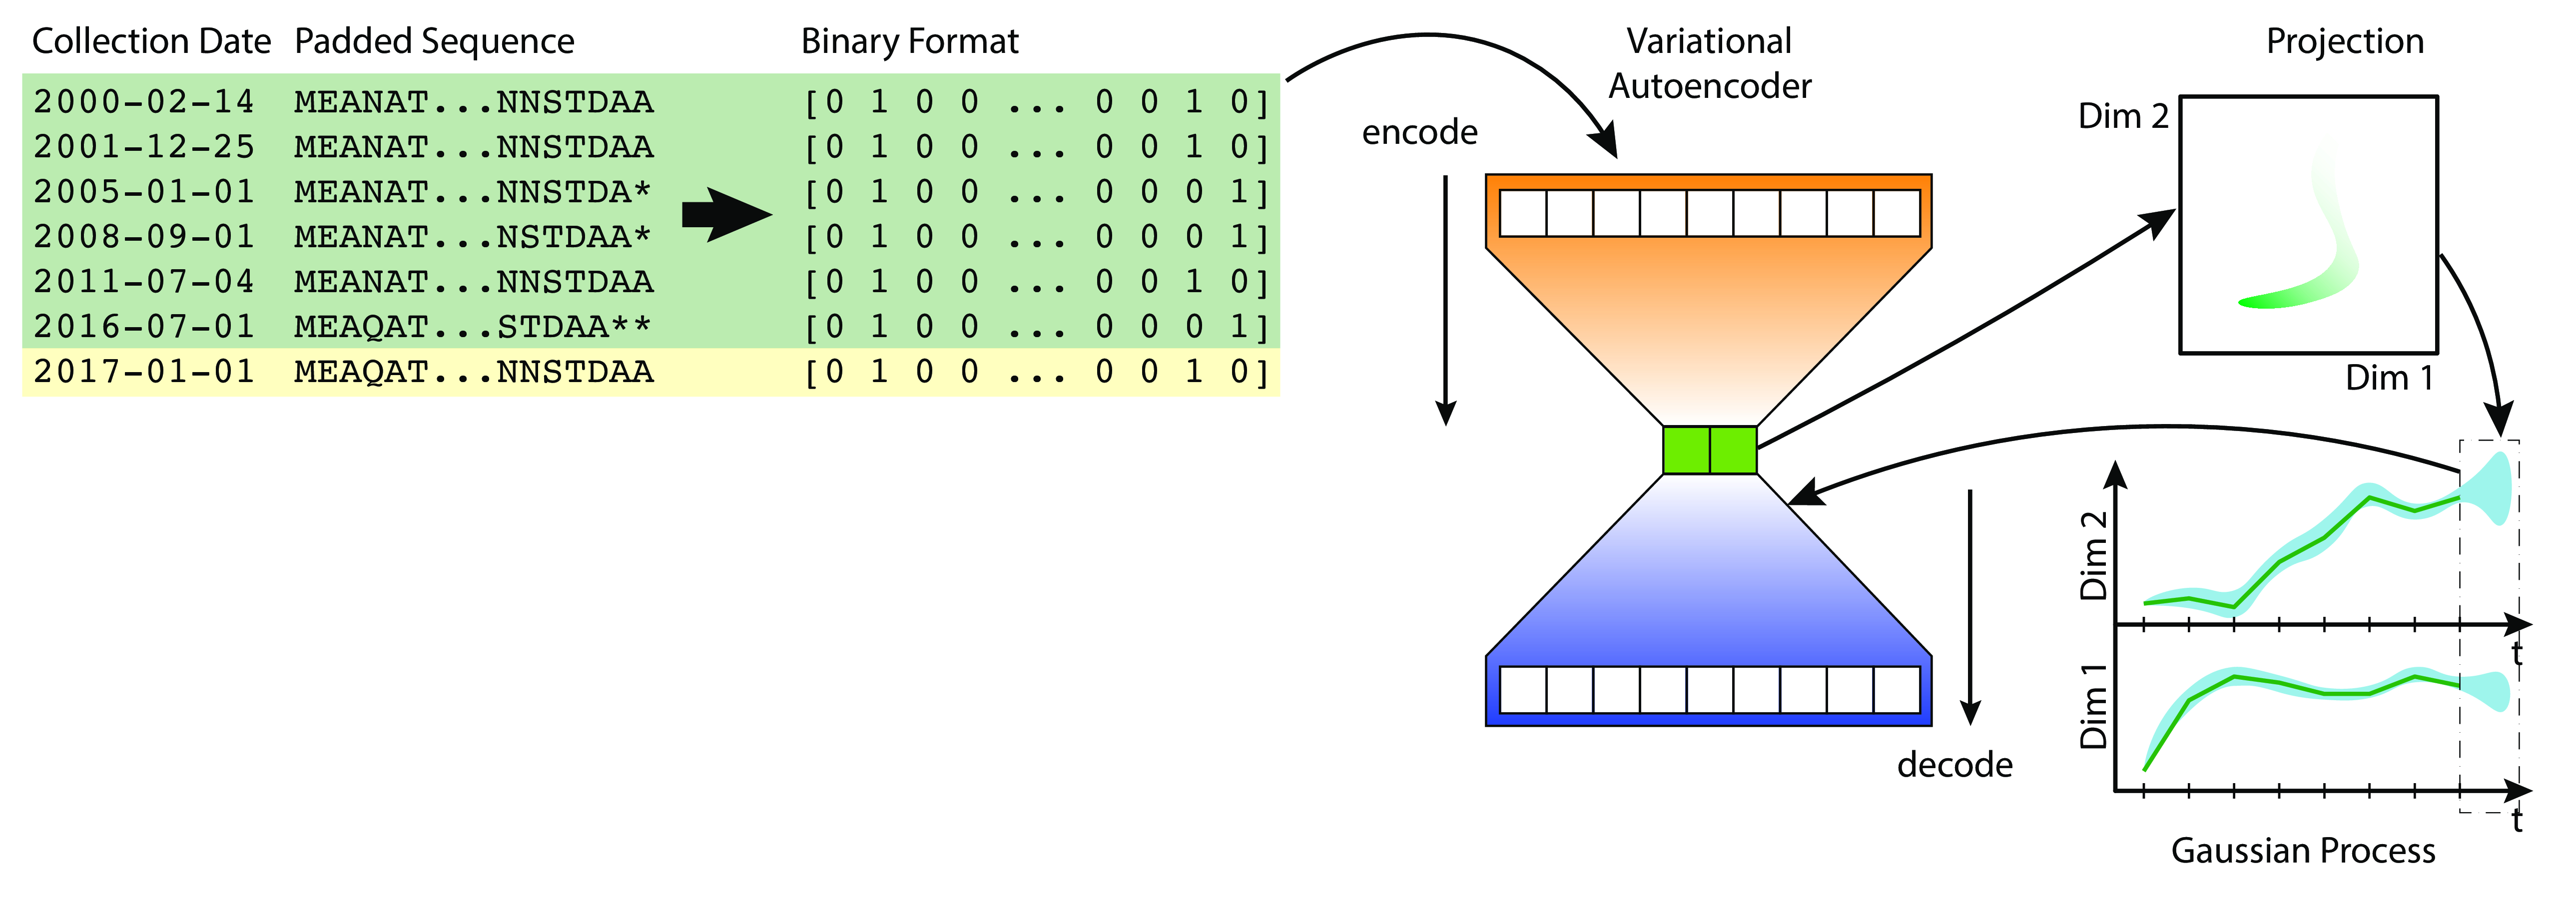 Collection Date Padded Sequence Binary Format
2000-02-14 MEANAT...NNSTDAA [0 1 0 0 ... 0 0 1 0]
2001-12-25 MEANAT...NNSTDAA [0 1 0 0 ... 0 0 1 0]
2005-01-01 MEANAT...NNSTDA* [0 1 0 0 ... 0 0 0 1]
2008-09-01 MEANAT...NSTDAA* [0 1 0 0 ... 0 0 0 1]
2011-07-04 MEANAT...NNSTDAA [0 1 0 0 ... 0 0 1 0]
2016-07-01 MEAQAT...STDAA** [0 1 0 0 ... 0 0 0 1]
2017-01-01 MEAQAT...NNSTDAA [0 1 0 0 ... 0 0 1 0]
Variational
Autoencoder
encode
decode
Projection
Dim 2
Dim 1
Dim 2
t
Dim 1
t
Gaussian Process